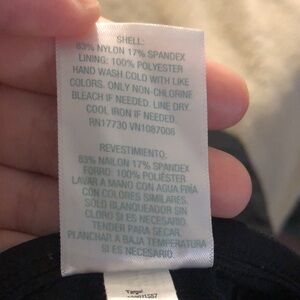 SHELL:
83% NYLON 17% SPANDEX
LINING: 100% POLYESTER
HAND WASH COLD WITH LIKE
COLORS. ONLY NON-CHLORINE
BLEACH IF NEEDED. LINE DRY.
COOL IRON IF NEEDED.
RN17730 VN1087006
REVESTIMIENTO:
83% NAILON 17% SPANDEX
FORRO: 100% POLIÉSTER
LAVAR A MANO CON AGUA FRÍA
CON COLORES SIMILARES.
SOLO BLANQUEADOR SIN
CLORO SI ES NECESARIO.
TENDER PARA SECAR.
PLANCHAR A BAJA TEMPERATURA
SI ES NECESARIO.
Target